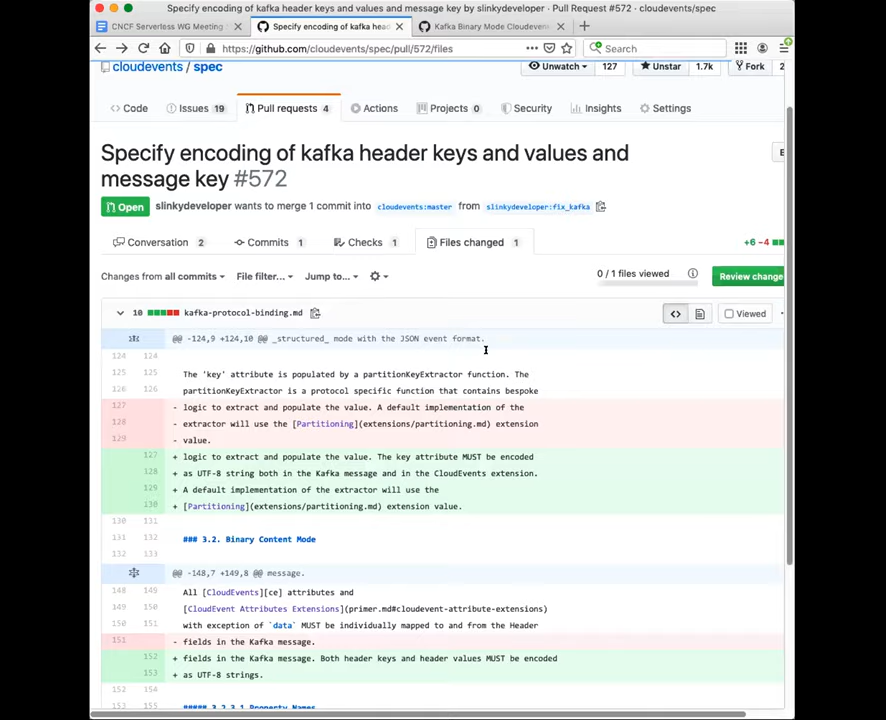 Specify encoding of kafka header keys and values and message key by slinkydeveloper · Pull Request #572 · cloudevents/spec
CNCF Serverless WG Meeting
Specify encoding of kafka head
Kafka Binary Mode Cloudeven
https://github.com/cloudevents/spec/pull/572/files
Search
cloudevents / spec
Unwatch 127 Unstar 1.7k Fork 2
Code Issues 19 Pull requests 4 Actions Projects 0 Security Insights Settings
Specify encoding of kafka header keys and values and
message key #572
Open slinkydeveloper wants to merge 1 commit into cloudevents:master from slinkydeveloper:fix_kafka
Conversation 2 Commits 1 Checks 1 Files changed 1 +6 −4
Changes from all commits File filter... Jump to... 0 / 1 files viewed Review change
10 kafka-protocol-binding.md Viewed
@@ -124,9 +124,10 @@ _structured_ mode with the JSON event format.
124 124
125 125 The 'key' attribute is populated by a partitionKeyExtractor function. The
126 126 partitionKeyExtractor is a protocol specific function that contains bespoke
127 - logic to extract and populate the value. A default implementation of the
128 - extractor will use the [Partitioning](extensions/partitioning.md) extension
129 - value.
127 + logic to extract and populate the value. The key attribute MUST be encoded
128 + as UTF-8 string both in the Kafka message and in the CloudEvents extension.
129 + A default implementation of the extractor will use the
130 + [Partitioning](extensions/partitioning.md) extension value.
130 131
131 132 ### 3.2. Binary Content Mode
132 133
@@ -148,7 +149,8 @@ message.
148 149 All [CloudEvents][ce] attributes and
149 150 [CloudEvent Attributes Extensions](primer.md#cloudevent-attribute-extensions)
150 151 with exception of `data` MUST be individually mapped to and from the Header
151 - fields in the Kafka message.
152 + fields in the Kafka message. Both header keys and header values MUST be encoded
153 + as UTF-8 strings.
152 154
153 155 ##### 3.2.3.1 Property Names